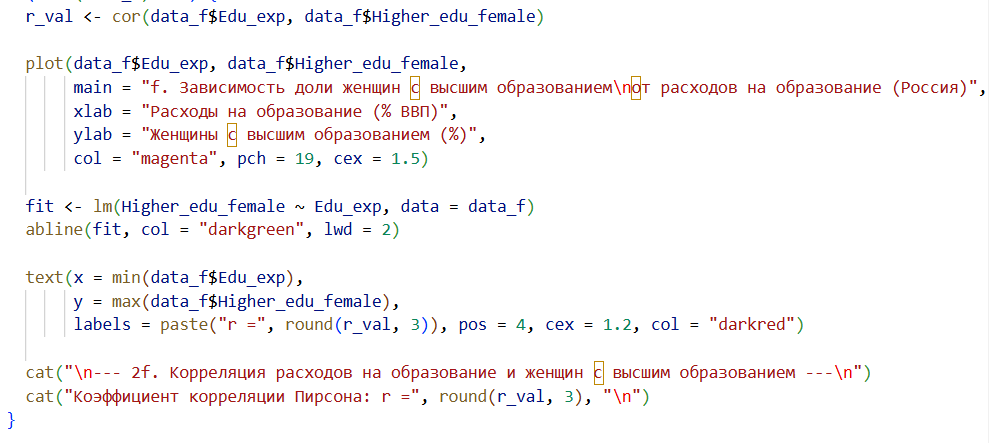 r_val <- cor(data_f$Edu_exp, data_f$Higher_edu_female)
plot(data_f$Edu_exp, data_f$Higher_edu_female,
main = "f. Зависимость доли женщин с высшим образованием\nот расходов на образование (Россия)",
xlab = "Расходы на образование (% ВВП)",
ylab = "Женщины с высшим образованием (%)",
col = "magenta", pch = 19, cex = 1.5)
fit <- lm(Higher_edu_female ~ Edu_exp, data = data_f)
abline(fit, col = "darkgreen", lwd = 2)
text(x = min(data_f$Edu_exp),
y = max(data_f$Higher_edu_female),
labels = paste("r =", round(r_val, 3)), pos = 4, cex = 1.2, col = "darkred")
cat("\n--- 2f. Корреляция расходов на образование и женщин с высшим образованием ---\n")
cat("Коэффициент корреляции Пирсона: r =", round(r_val, 3), "\n")
}